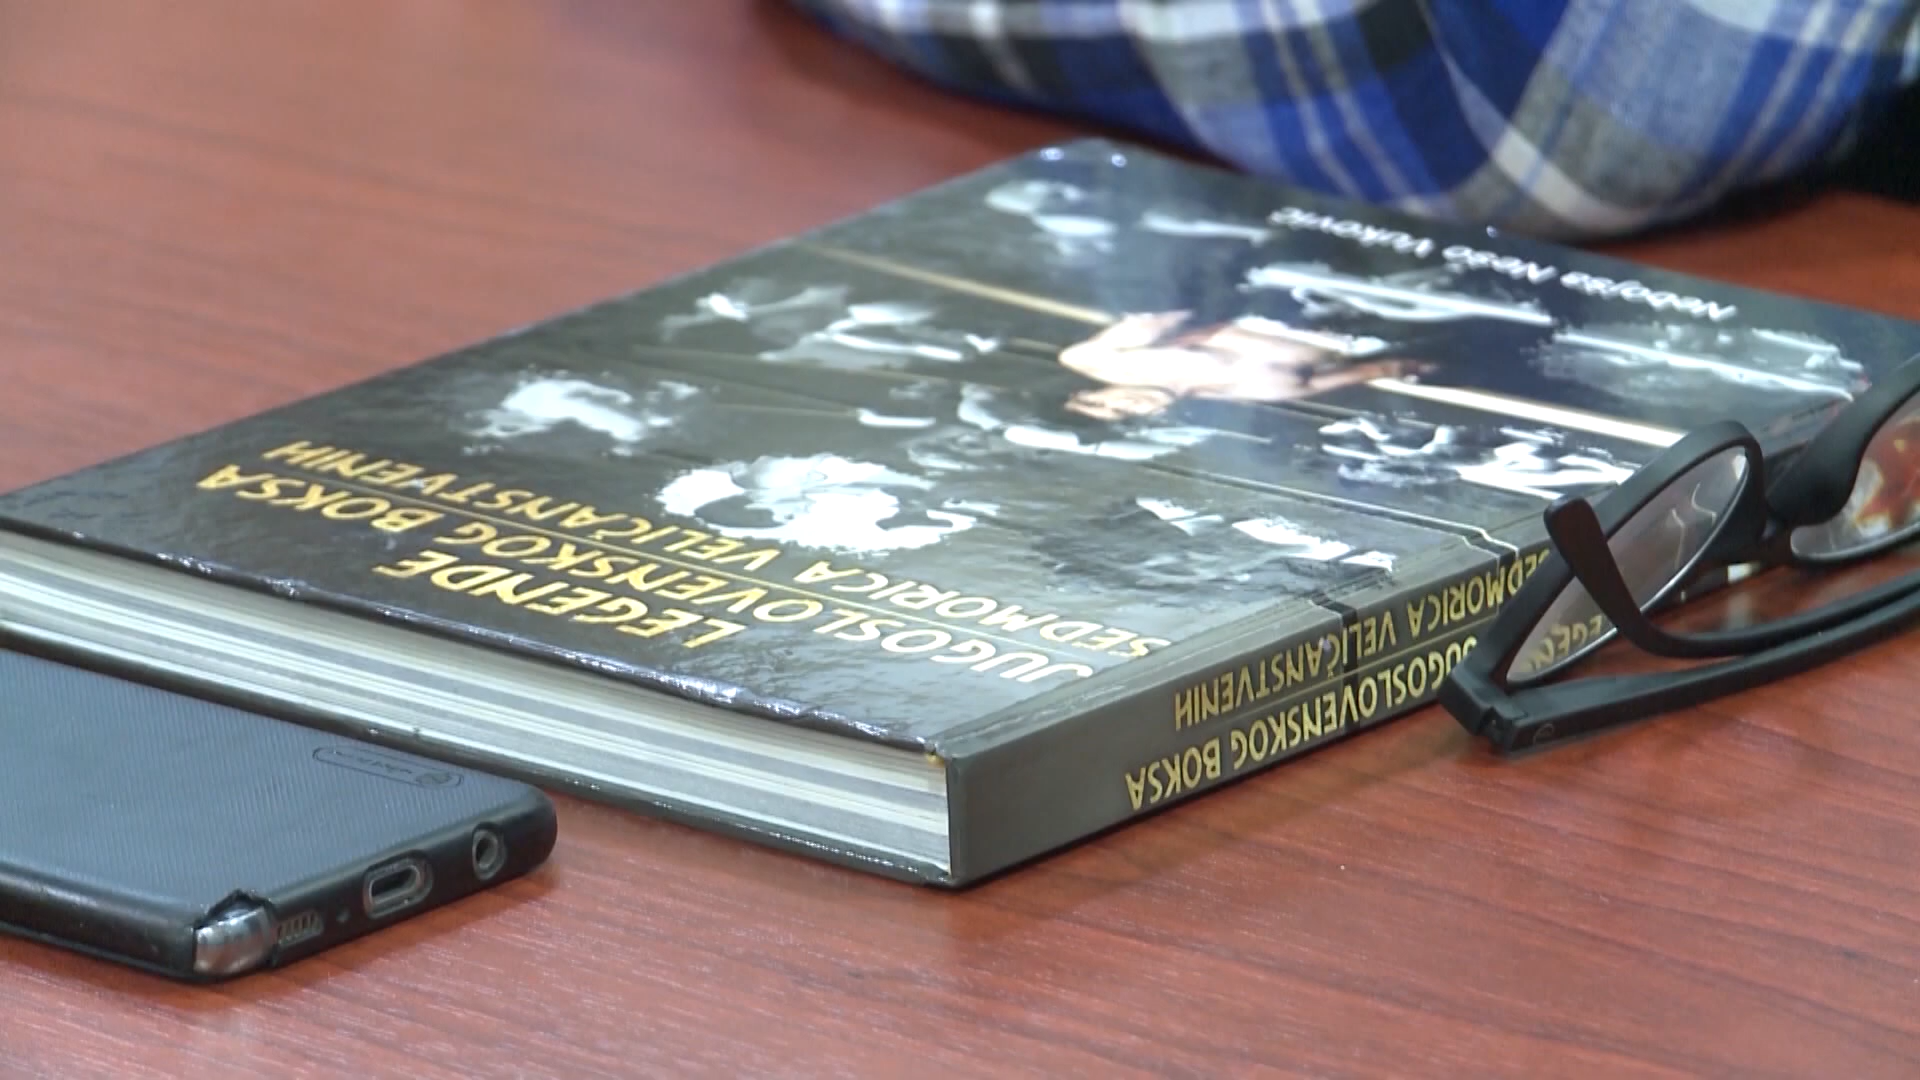 Nebojša Nešo Vuković
LEGENDE
JUGOSLOVENSKOG BOKSA
SEDMORICA VELIČANSTVENIH
JUGOSLOVENSKOG BOKSA
SEDMORICA VELIČANSTVENIH